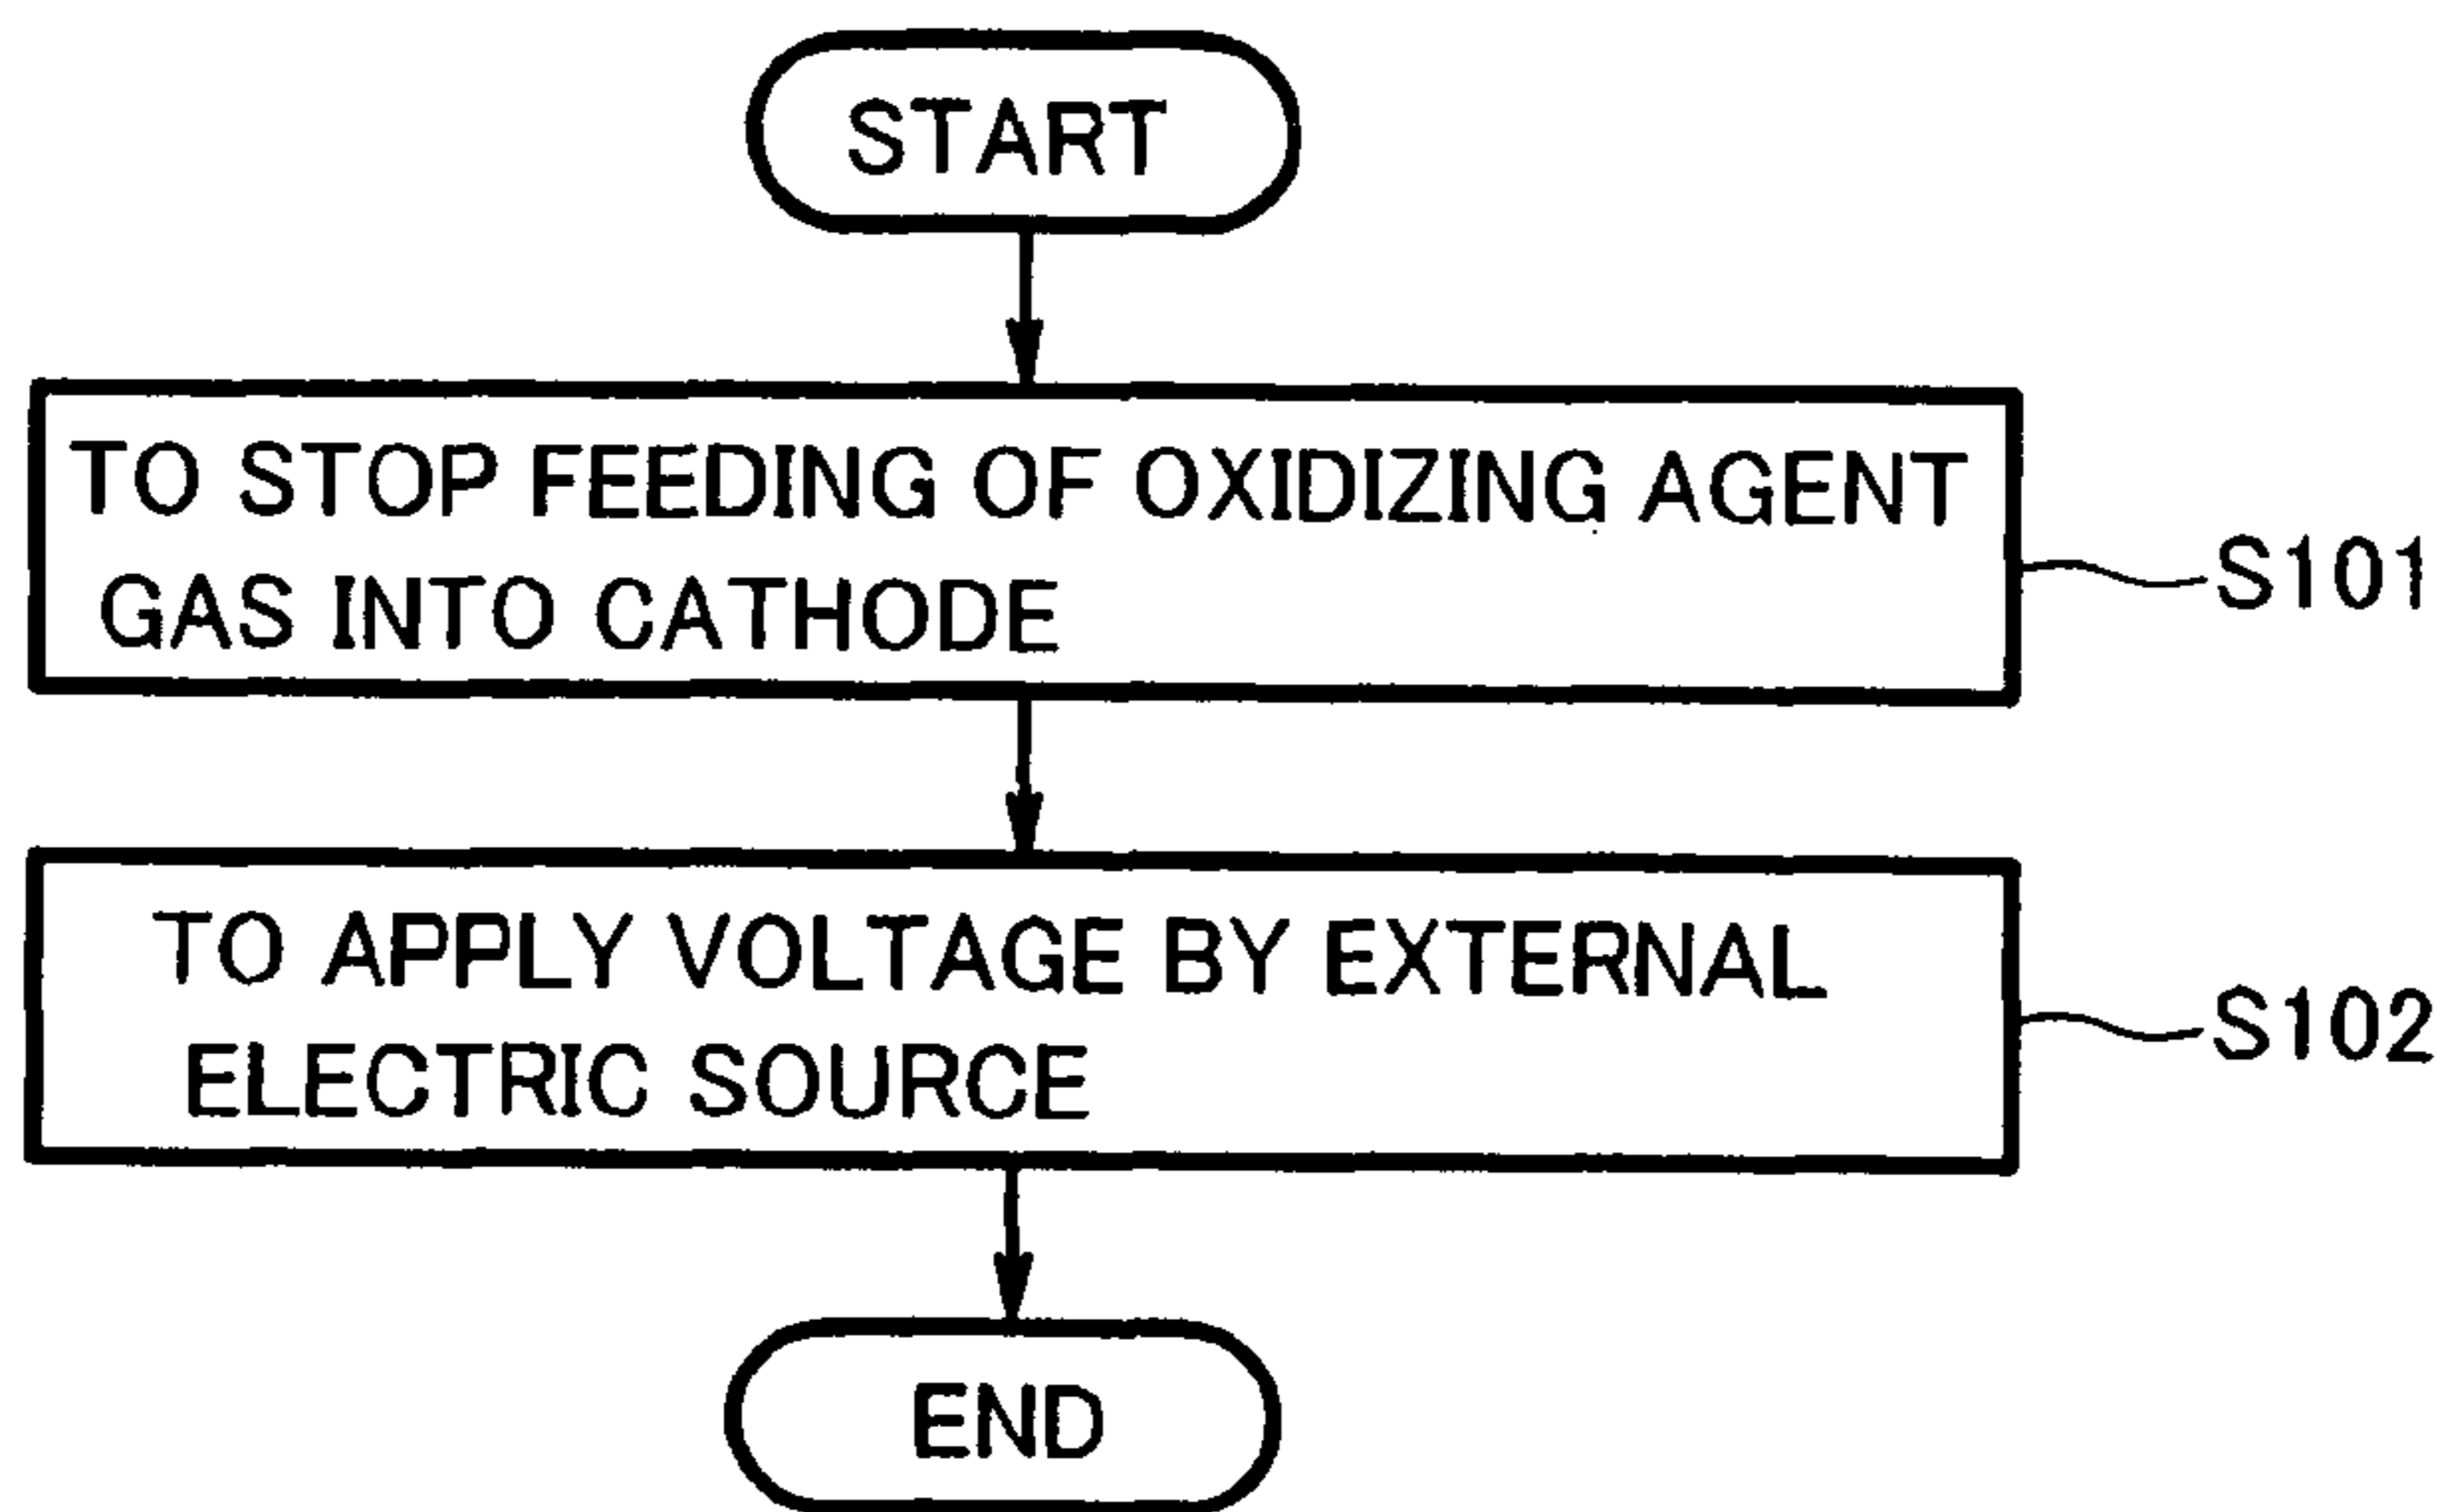 START
TO STOP FEEDING OF OXIDIZING AGENT
GAS INTO CATHODE
S101
TO APPLY VOLTAGE BY EXTERNAL
ELECTRIC SOURCE
S102
END